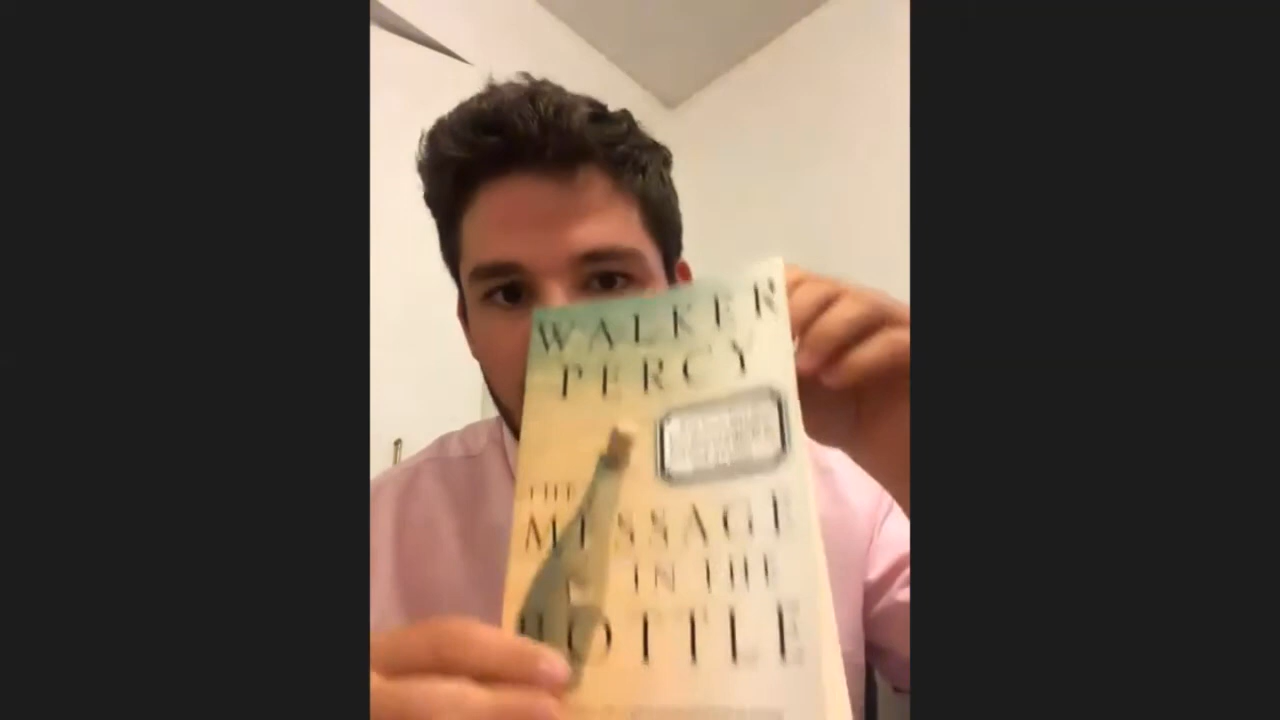 WALKER
PERCY
THE
MESSAGE
IN THE
BOTTLE